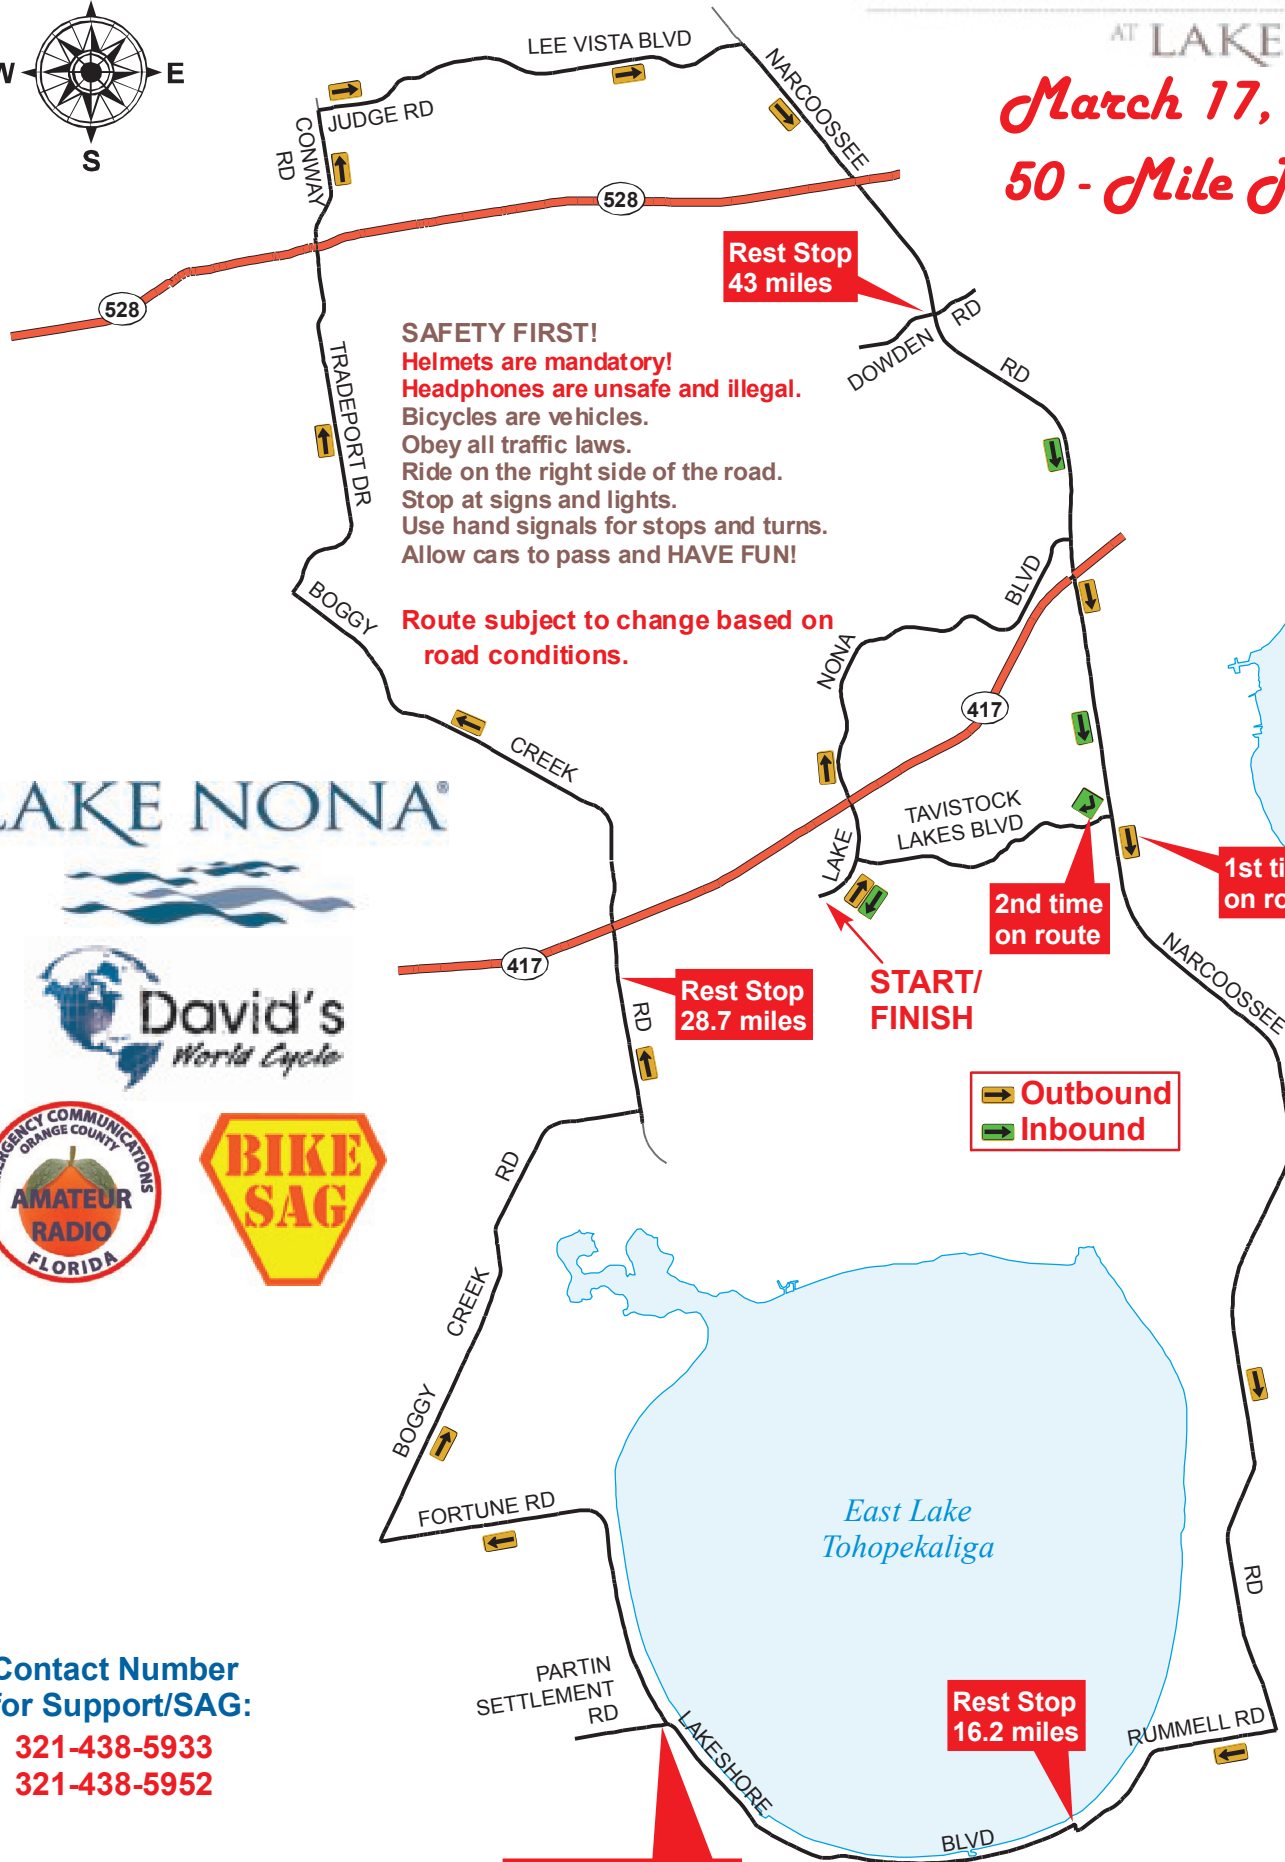 AT LAKE
March 17,
50 - Mile
W
E
S
LEE VISTA BLVD
JUDGE RD
CONWAY
RD
NARCOOSSEE
528
528
Rest Stop
43 miles
DOWDEN RD
RD
TRADEPORT DR
SAFETY FIRST!
Helmets are mandatory!
Headphones are unsafe and illegal.
Bicycles are vehicles.
Obey all traffic laws.
Ride on the right side of the road.
Stop at signs and lights.
Use hand signals for stops and turns.
Allow cars to pass and HAVE FUN!
Route subject to change based on
road conditions.
BOGGY
CREEK
RD
LAKE
NONA
BLVD
417
417
TAVISTOCK
LAKES BLVD
1st ti
on ro
2nd time
on route
START/
FINISH
NARCOOSSEE
RD
Rest Stop
28.7 miles
Outbound
Inbound
LAKE NONA®
David's
World Cycle
RGENCY COMMUNICATIONS
ORANGE COUNTY
AMATEUR
RADIO
FLORIDA
BIKE
SAG
BOGGY
CREEK
RD
FORTUNE RD
East Lake
Tohopekaliga
PARTIN
SETTLEMENT
RD
LAKESHORE
BLVD
Rest Stop
16.2 miles
RUMMELL RD
Contact Number
for Support/SAG:
321-438-5933
321-438-5952